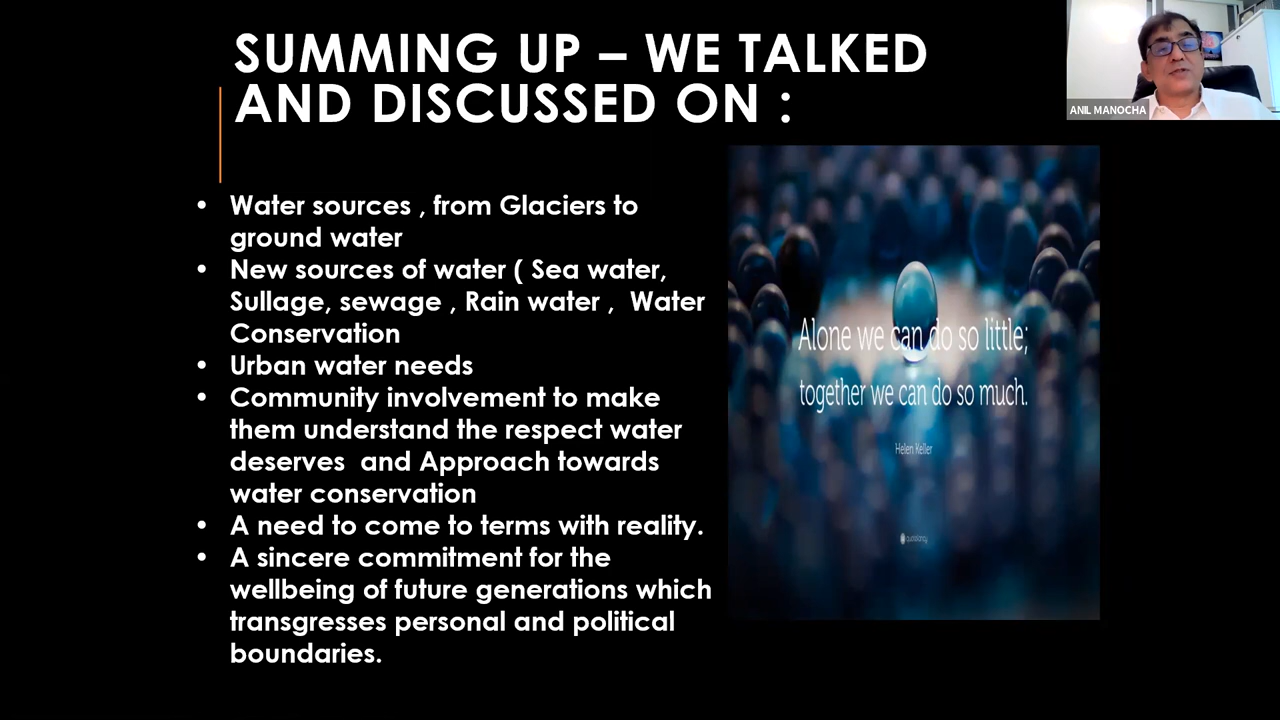 SUMMING UP – WE TALKED
AND DISCUSSED ON :
ANIL MANOCHA
• Water sources , from Glaciers to
ground water
• New sources of water ( Sea water,
Sullage, sewage , Rain water , Water
Conservation
• Urban water needs
• Community involvement to make
them understand the respect water
deserves and Approach towards
water conservation
• A need to come to terms with reality.
• A sincere commitment for the
wellbeing of future generations which
transgresses personal and political
boundaries.
Alone we can do so little;
together we can do so much.
Helen Keller